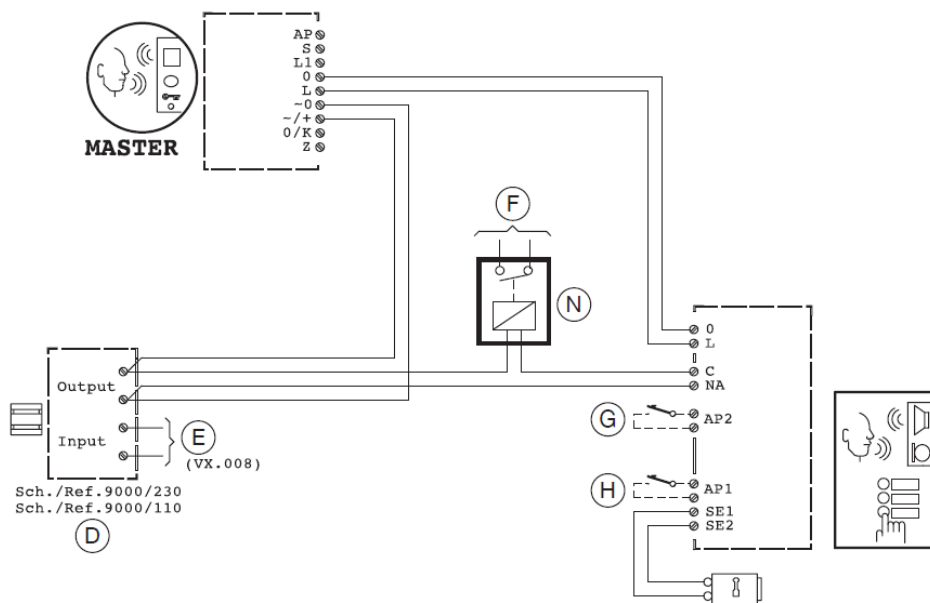 AP
S
L1
0
L
~0
~/+
0/K
Z
MASTER
F
N
0
L
C
NA
G
AP2
H
AP1
SE1
SE2
Output
Input
E
(VX.008)
Sch./Ref.9000/230
Sch./Ref.9000/110
D